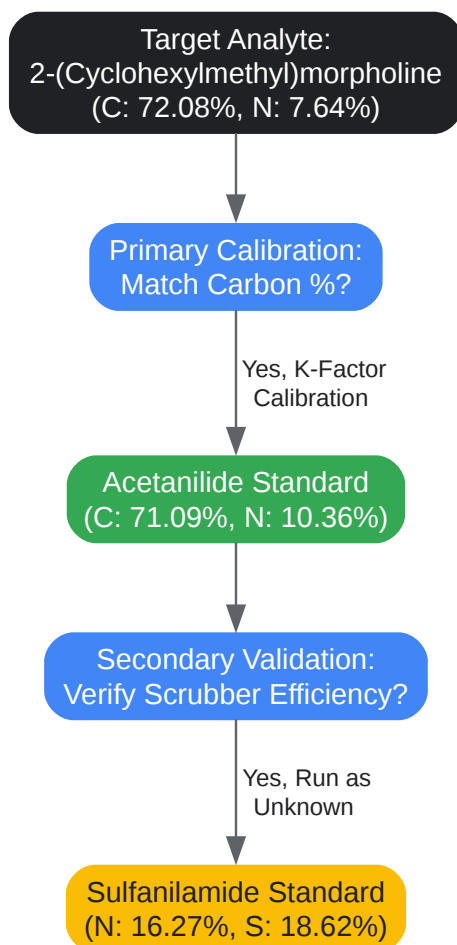 Target Analyte:
2-(Cyclohexylmethyl)morpholine
(C: 72.08%, N: 7.64%)
Primary Calibration:
Match Carbon %?
Yes, K-Factor
Calibration
Acetanilide Standard
(C: 71.09%, N: 10.36%)
Secondary Validation:
Verify Scrubber Efficiency?
Yes, Run as
Unknown
Sulfanilamide Standard
(N: 16.27%, S: 18.62%)